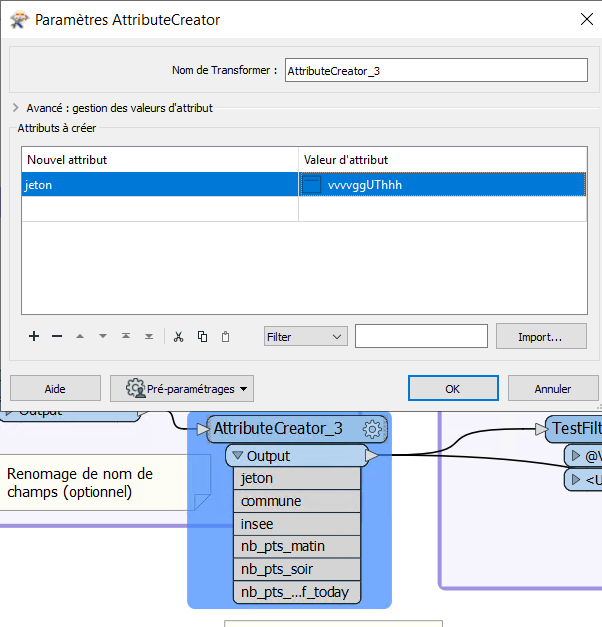 Paramètres AttributeCreator
Nom de Transformer : AttributeCreator_3
Avancé : gestion des valeurs d'attribut
Attributs à créer
Nouvel attribut Valeur d'attribut
jeton vvvvggUThhh
Filter Import...
Aide Pré-paramétrages OK Annuler
Output
AttributeCreator_3
TestFilt
Output
@V
<U
Renomage de nom de
champs (optionnel)
jeton
commune
insee
nb_pts_matin
nb_pts_soir
nb_pts_...f_today